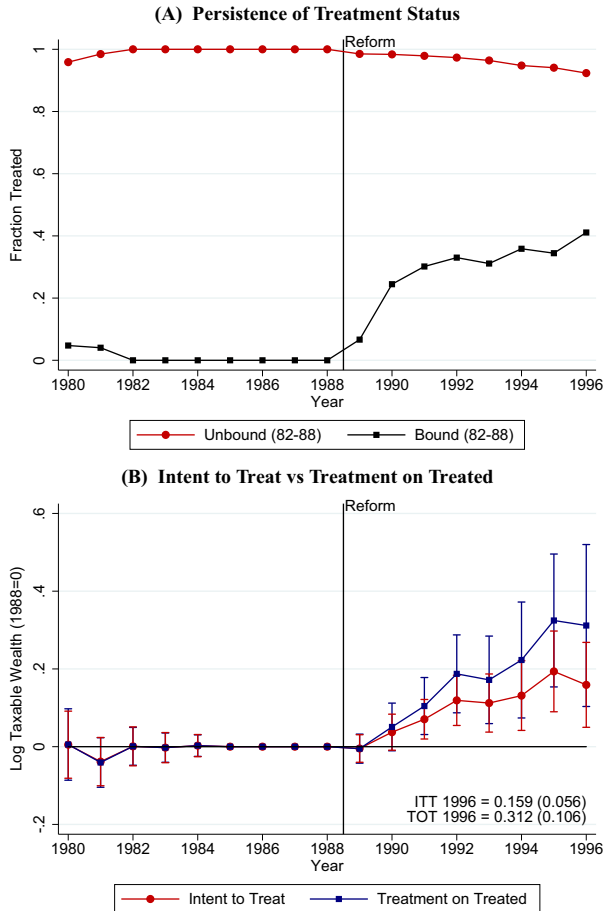 (A) Persistence of Treatment Status
Reform
Fraction Treated
1
.8
.6
.4
.2
0
1980 1982 1984 1986 1988 1990 1992 1994 1996
Year
Unbound (82-88) Bound (82-88)
(B) Intent to Treat vs Treatment on Treated
Reform
Log Taxable Wealth (1988=0)
.6
.4
.2
0
-.2
ITT 1996 = 0.159 (0.056)
TOT 1996 = 0.312 (0.106)
1980 1982 1984 1986 1988 1990 1992 1994 1996
Year
Intent to Treat Treatment on Treated